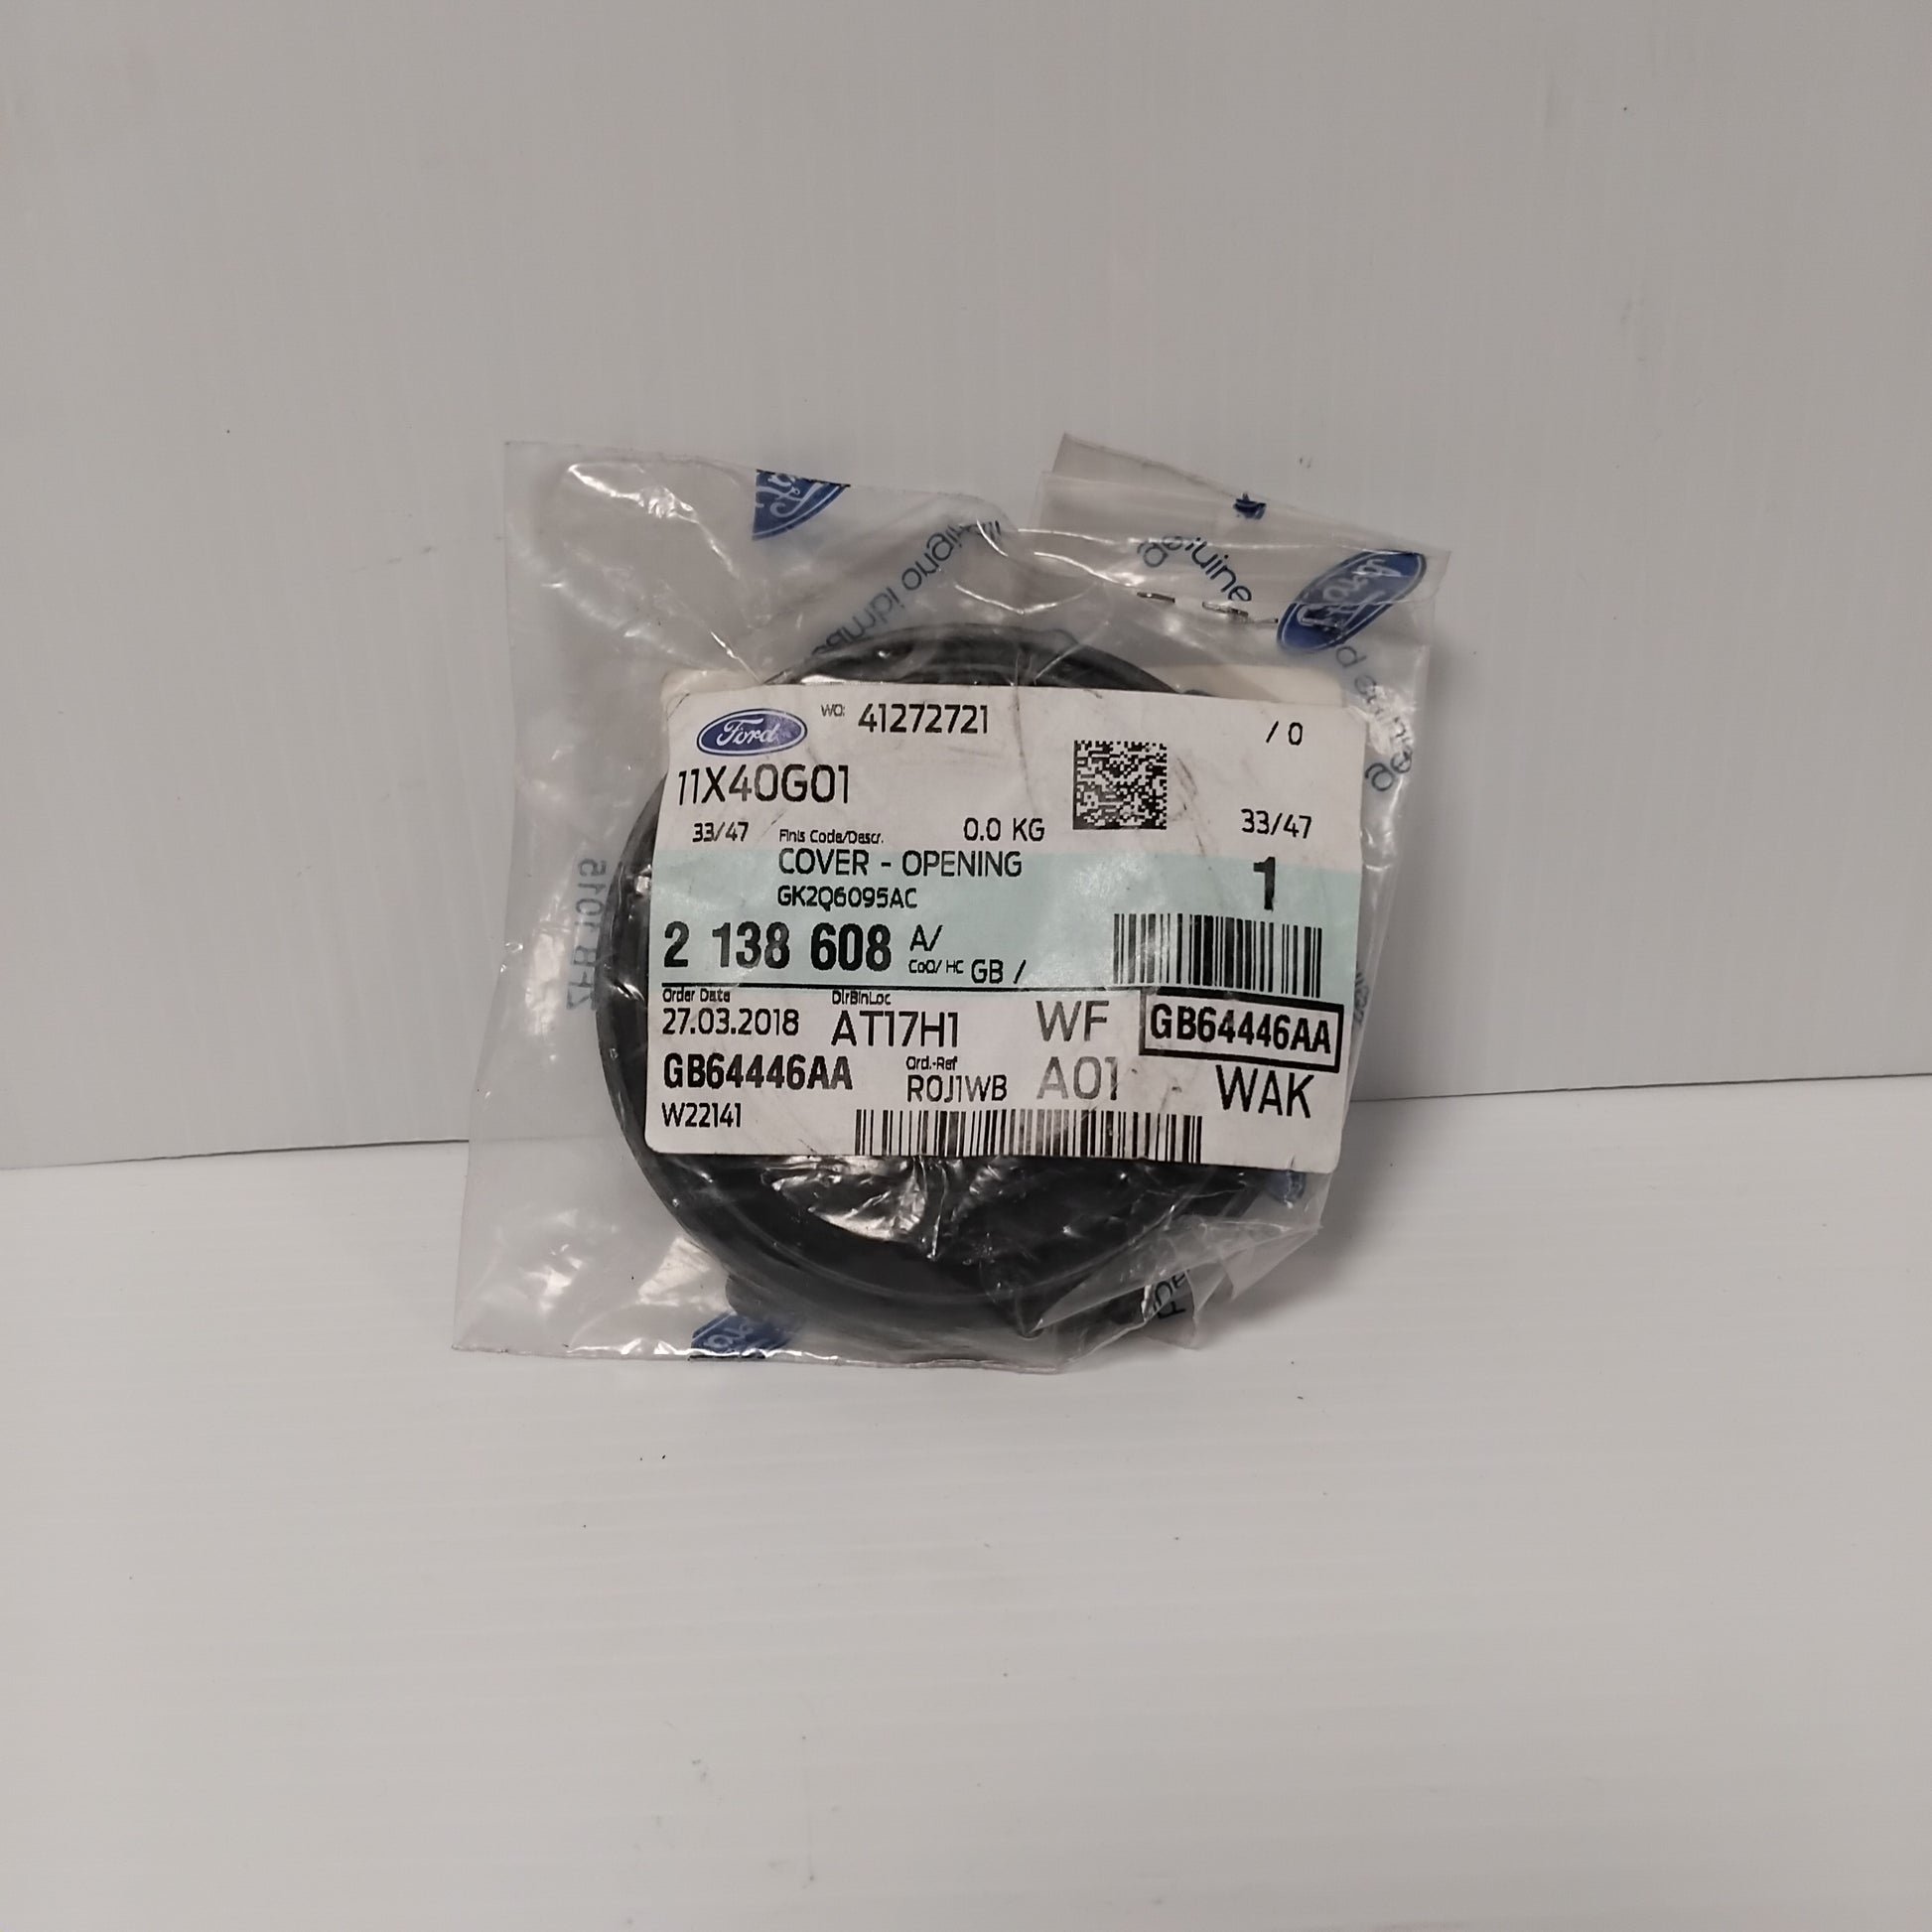 genuine
Ford
WO: 41272721
/ 0
11X40G01
33/47
Finis Code/Descr.
0.0 KG
33/47
COVER - OPENING
1
GK2Q6095AC
2 138 608 A/
CoO/ HC GB /
Order Date
DirBinLoc
27.03.2018 AT17H1 WF GB64446AA
GB64446AA
Ord.-Ref
ROJ1WB A01 WAK
W22141